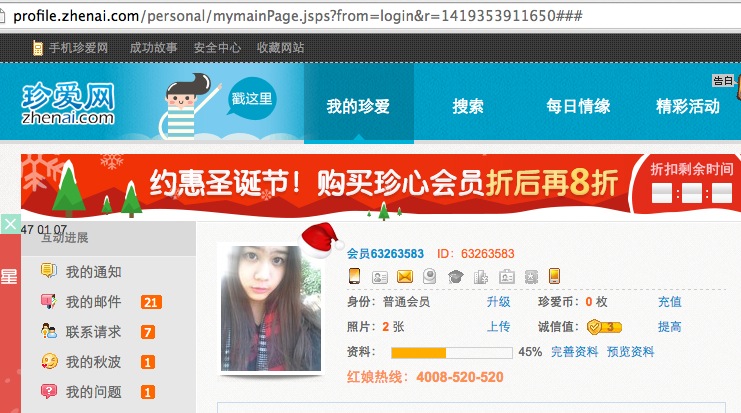 profile.zhenai.com/personal/mymainPage.jsps?from=login&r=1419353911650###
手机珍爱网 成功故事 安全中心 收藏网站
告白
珍爱网
zhenai.com
戳这里
我的珍爱 搜索 每日情缘 精彩活动
约惠圣诞节！购买珍心会员折后再8折
折扣剩余时间
47 01 07
互动进展
星
我的通知
我的邮件 21
联系请求 7
我的秋波 1
我的问题 1
会员63263583 ID：63263583
身份：普通会员 升级 珍爱币：0 枚 充值
照片：2 张 上传 诚信值：3 提高
资料： 45% 完善资料 预览资料
红娘热线：4008-520-520